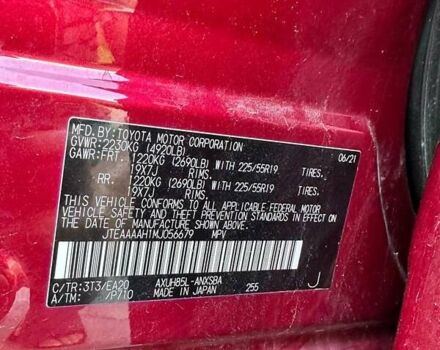 MFD. BY: TOYOTA MOTOR CORPORATION 06/21
GVWR: 2230KG (4920LB)
GAWR: FRT. 1220KG (2690LB) WITH 225/55R19 TIRES.
19X7J RIMS.
RR. 1220KG (2690LB) WITH 225/55R19 TIRES.
19X7J RIMS.
THIS VEHICLE CONFORMS TO ALL APPLICABLE FEDERAL MOTOR
VEHICLE SAFETY, BUMPER, AND THEFT PREVENTION STANDARDS IN
EFFECT ON THE DATE OF MANUFACTURE SHOWN ABOVE.
JTEAAAAH1MJ056679 MPV
C/TR: 3T3/EA20 AXUH85L-ANXSBA
A/TM: /P710 MADE IN JAPAN 255 J